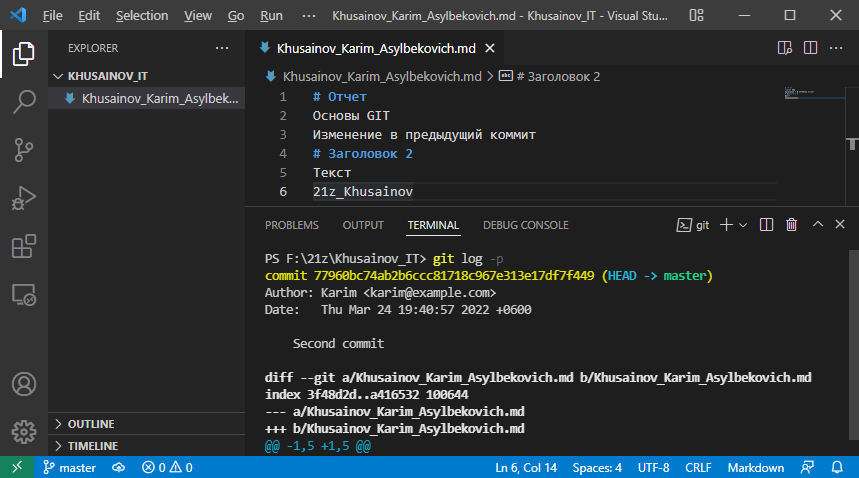 File Edit Selection View Go Run ··· Khusainov_Karim_Asylbekovich.md - Khusainov_IT - Visual Stu...
EXPLORER ···
KHUSAINOV_IT
Khusainov_Karim_Asylbek...
OUTLINE
TIMELINE
Khusainov_Karim_Asylbekovich.md
Khusainov_Karim_Asylbekovich.md > # Заголовок 2
1 # Отчет
2 Основы GIT
3 Изменение в предыдущий коммит
4 # Заголовок 2
5 Текст
6 21z_Khusainov
PROBLEMS OUTPUT TERMINAL DEBUG CONSOLE git
PS F:\21z\Khusainov_IT> git log -p
commit 77960bc74ab2b6ccc81718c967e313e17df7f449 (HEAD -> master)
Author: Karim <karim@example.com>
Date:   Thu Mar 24 19:40:57 2022 +0600
Second commit
diff --git a/Khusainov_Karim_Asylbekovich.md b/Khusainov_Karim_Asylbekovich.md
index 3f48d2d..a416532 100644
--- a/Khusainov_Karim_Asylbekovich.md
+++ b/Khusainov_Karim_Asylbekovich.md
@@ -1,5 +1,5 @@
master 0 0 Ln 6, Col 14 Spaces: 4 UTF-8 CRLF Markdown